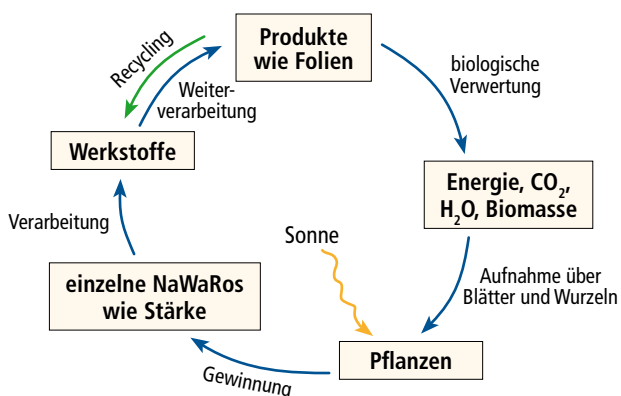 Produkte
wie Folien
Recycling
Weiter-
verarbeitung
biologische
Verwertung
Werkstoffe
Energie, CO₂,
H₂O, Biomasse
Verarbeitung
Sonne
einzelne NaWaRos
wie Stärke
Aufnahme über
Blätter und Wurzeln
Pflanzen
Gewinnung